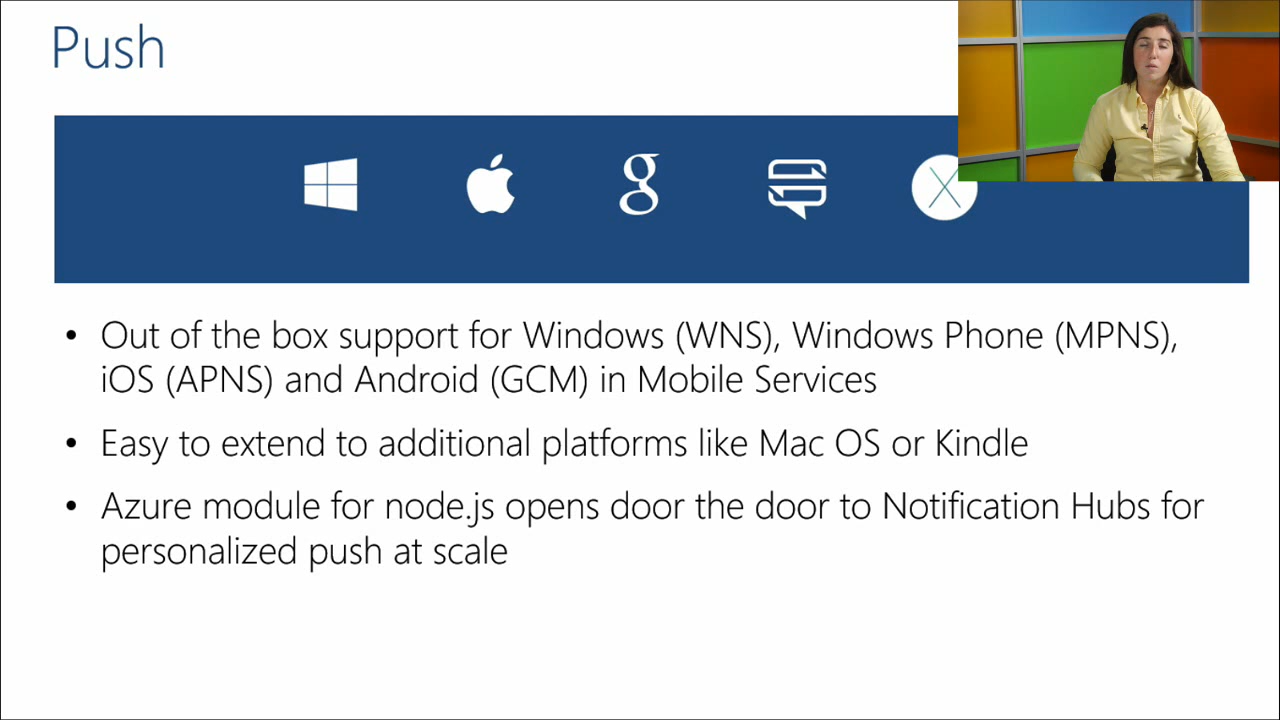 Push
• Out of the box support for Windows (WNS), Windows Phone (MPNS),
iOS (APNS) and Android (GCM) in Mobile Services
• Easy to extend to additional platforms like Mac OS or Kindle
• Azure module for node.js opens door the door to Notification Hubs for
personalized push at scale